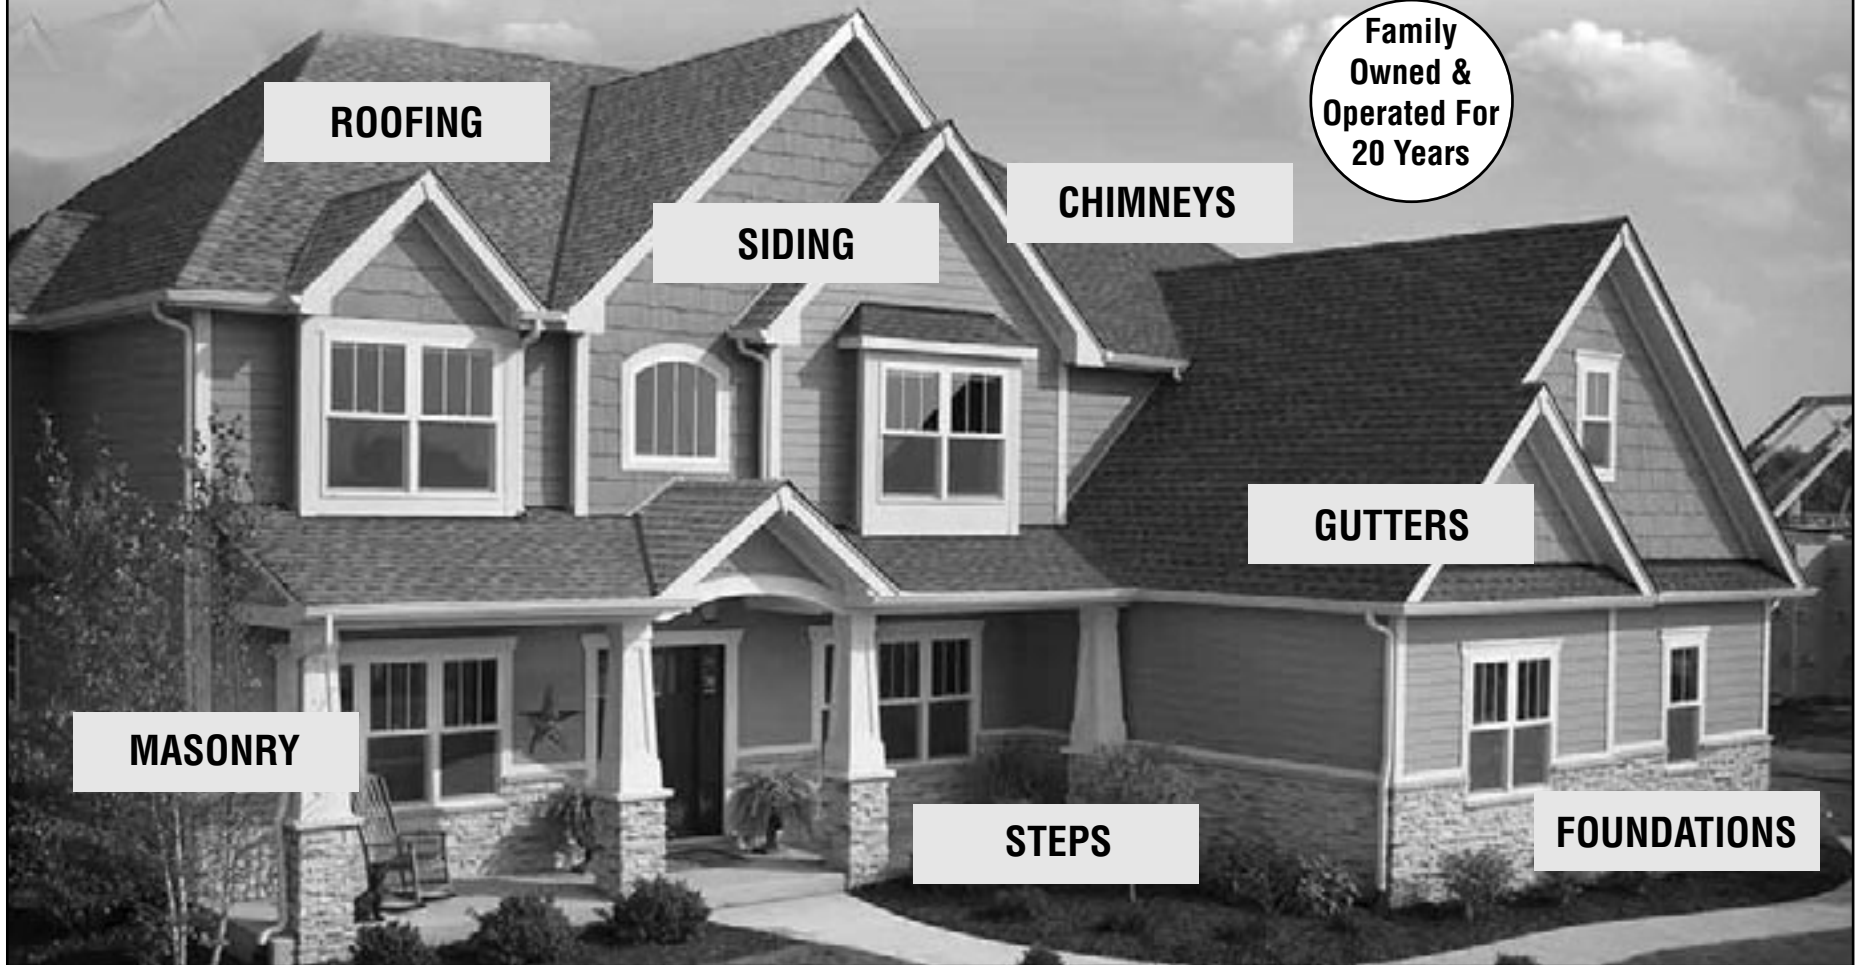 Family
Owned &
Operated For
20 Years
ROOFING
CHIMNEYS
SIDING
GUTTERS
MASONRY
STEPS
FOUNDATIONS